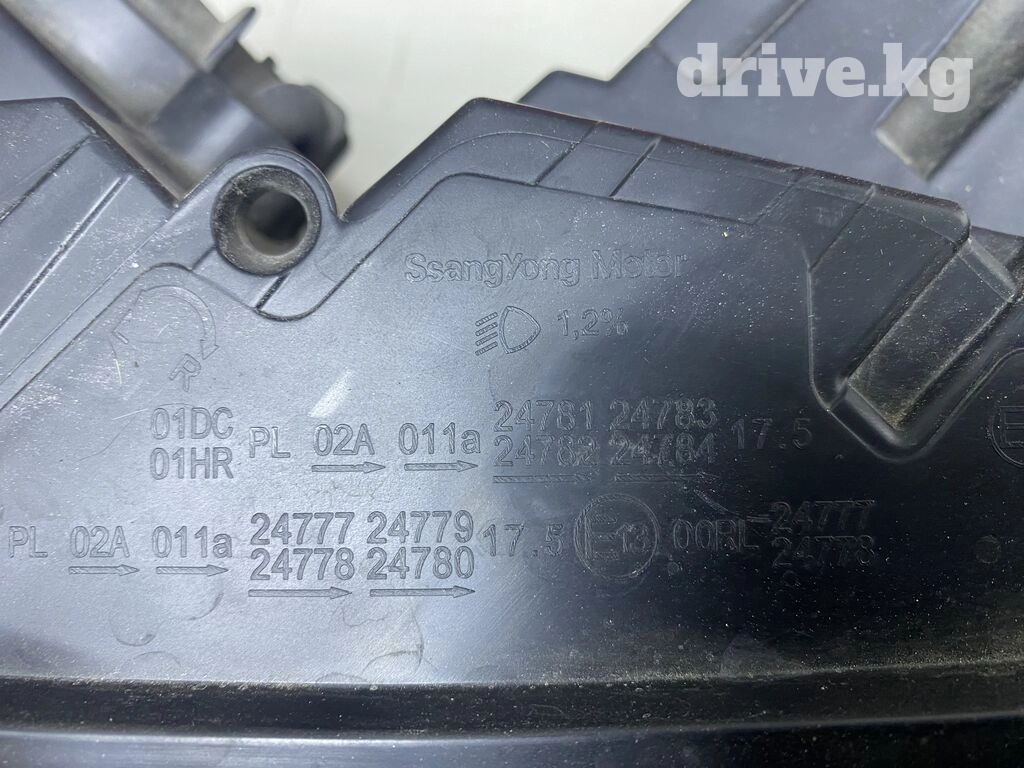 drive.kg
SsangYong Motor
1,2%
R
01DC
01HR
PL 02A 011a 24781 24783 17.5
24782 24784
E
PL 02A 011a 24777 24779 17.5 E13 00RL 24777
24778 24780 24778